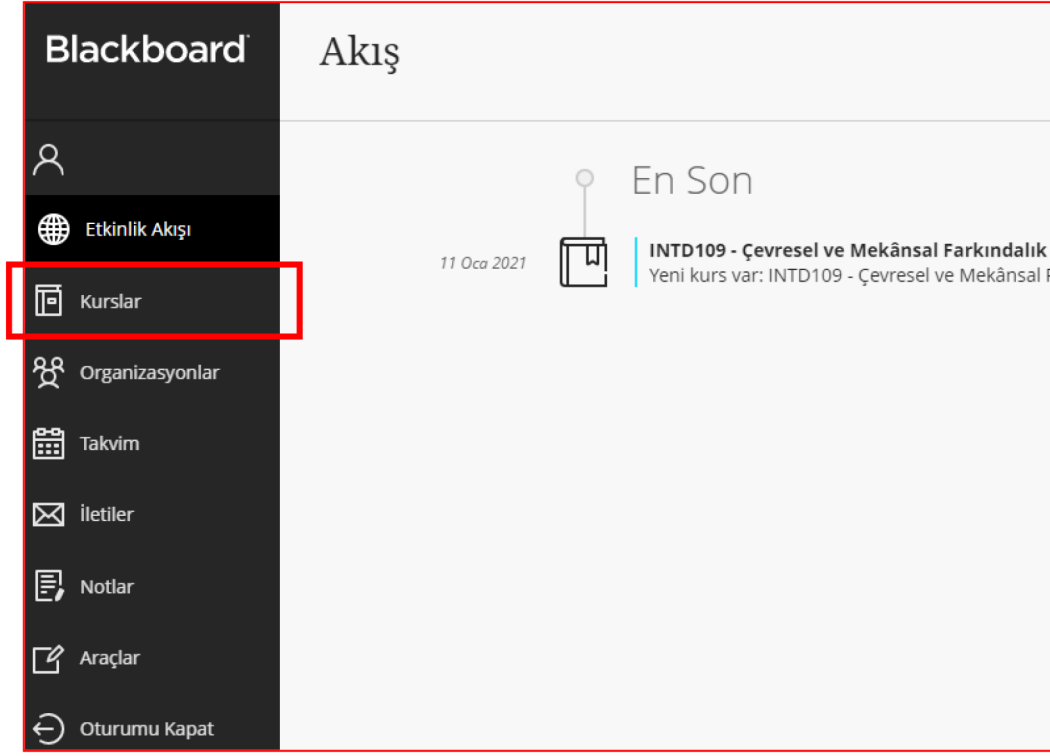 Blackboard
Akış
Etkinlik Akışı
Kurslar
Organizasyonlar
Takvim
İletiler
Notlar
Araçlar
Oturumu Kapat
En Son
11 Oca 2021
INTD109 - Çevresel ve Mekânsal Farkındalık
Yeni kurs var: INTD109 - Çevresel ve Mekânsal